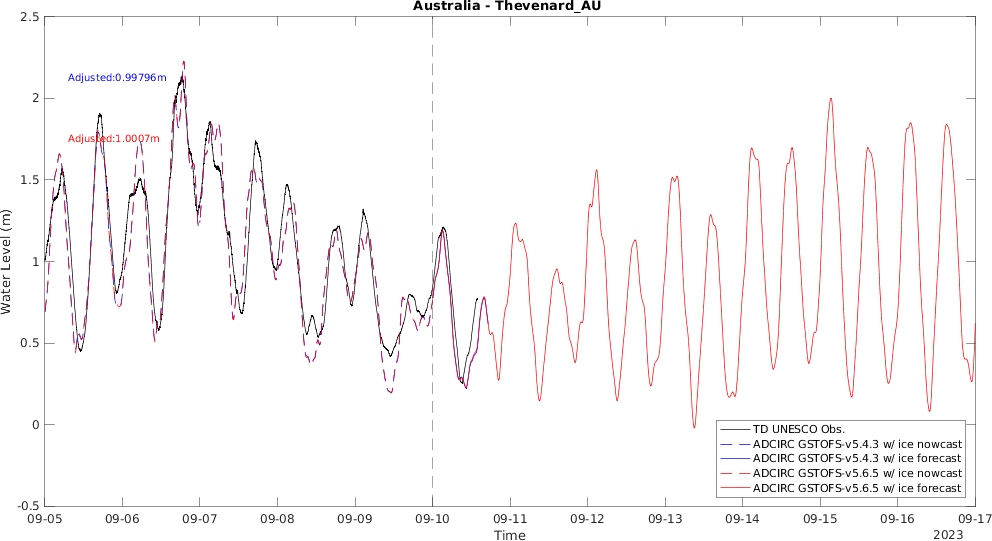 Australia - Thevenard_AU
2.5
2
1.5
1
0.5
0
-0.5
Water Level (m)
Adjusted:0.99796m
Adjusted:1.0007m
TD UNESCO Obs.
ADCIRC GSTOFS-v5.4.3 w/ ice nowcast
ADCIRC GSTOFS-v5.4.3 w/ ice forecast
ADCIRC GSTOFS-v5.6.5 w/ ice nowcast
ADCIRC GSTOFS-v5.6.5 w/ ice forecast
09-05 09-06 09-07 09-08 09-09 09-10 09-11 09-12 09-13 09-14 09-15 09-16 09-17
Time
2023